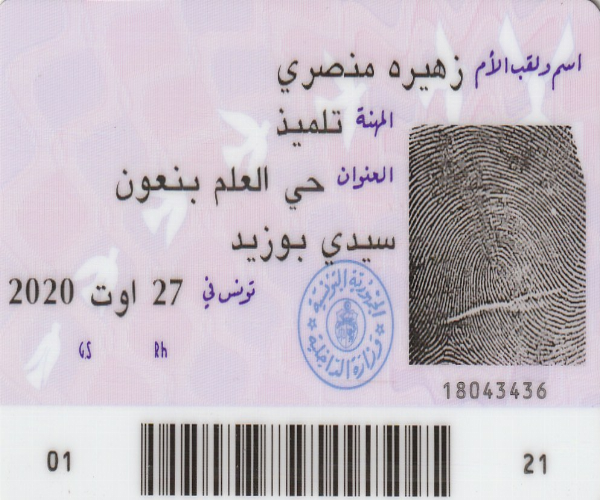 اسم ولقب الأم زهيره منصري
المهنة تلميذ
العنوان حي العلم بنعون
سيدي بوزيد
تونس في 27 اوت 2020
GS Rh
الجمهورية التونسية
وزارة الداخلية
18043436
01 21